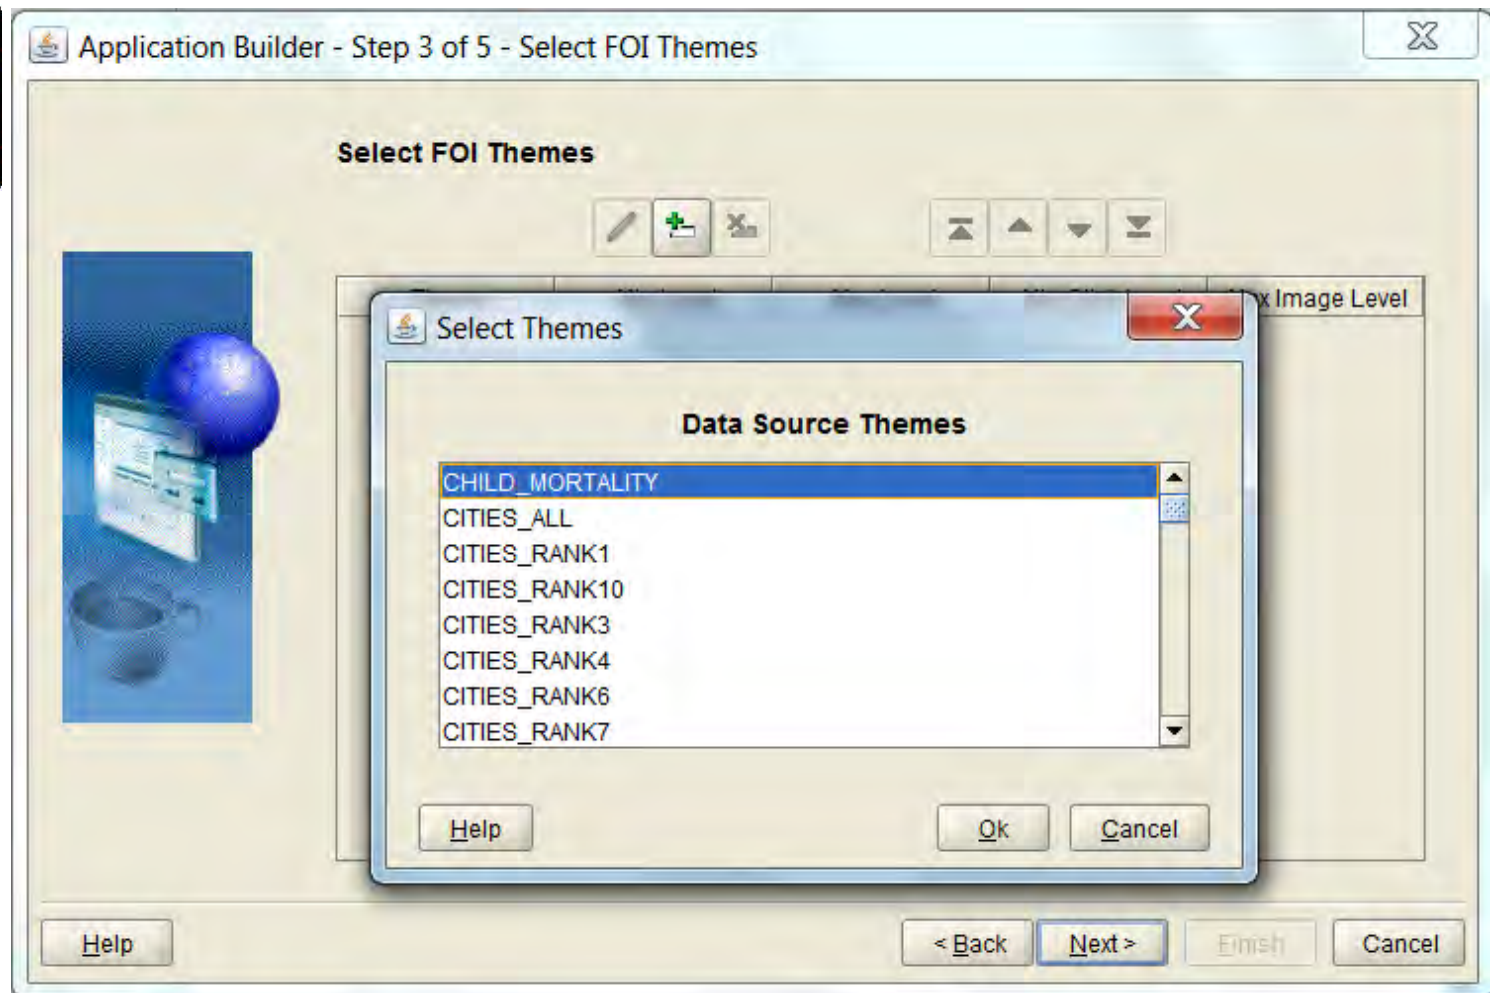 Application Builder - Step 3 of 5 - Select FOI Themes
Select FOI Themes
Image Level
Select Themes
Data Source Themes
CHILD_MORTALITY
CITIES_ALL
CITIES_RANK1
CITIES_RANK10
CITIES_RANK3
CITIES_RANK4
CITIES_RANK6
CITIES_RANK7
Help Ok Cancel
Help < Back Next > Finish Cancel